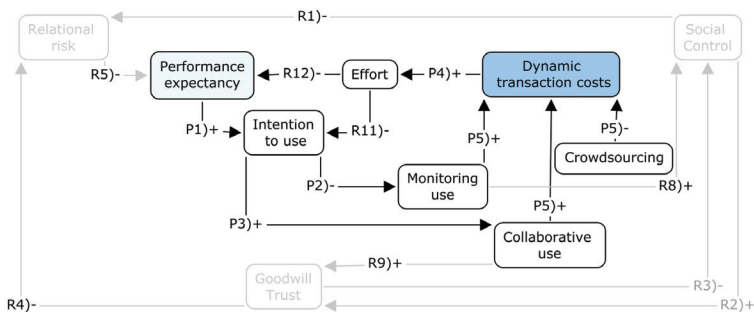 R1)-
Relational
risk
Social
Control
R5)-
Performance
expectancy
R12)-
Effort
P4)+
Dynamic
transaction costs
P1)+
Intention
to use
R11)-
P5)+
P5)-
Crowdsourcing
P2)-
Monitoring
use
R8)+
P5)+
P3)+
Collaborative
use
R9)+
Goodwill
Trust
R3)-
R4)-
R2)+